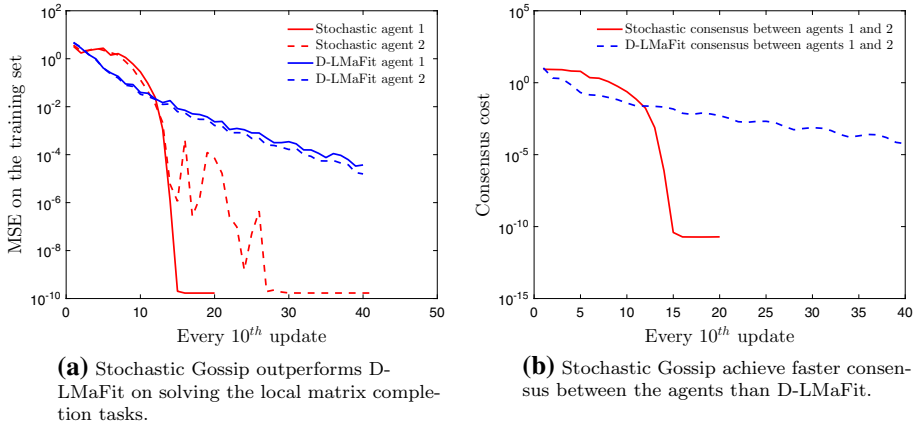 10^2
10^0
10^-2
10^-4
10^-6
10^-8
10^-10
MSE on the training set
0 10 20 30 40 50
Every 10^th update
Stochastic agent 1
Stochastic agent 2
D-LMaFit agent 1
D-LMaFit agent 2
(a) Stochastic Gossip outperforms D-
LMaFit on solving the local matrix comple-
tion tasks.
10^5
10^0
10^-5
10^-10
10^-15
Consensus cost
0 5 10 15 20 25 30 35 40
Every 10^th update
Stochastic consensus between agents 1 and 2
D-LMaFit consensus between agents 1 and 2
(b) Stochastic Gossip achieve faster consen-
sus between the agents than D-LMaFit.